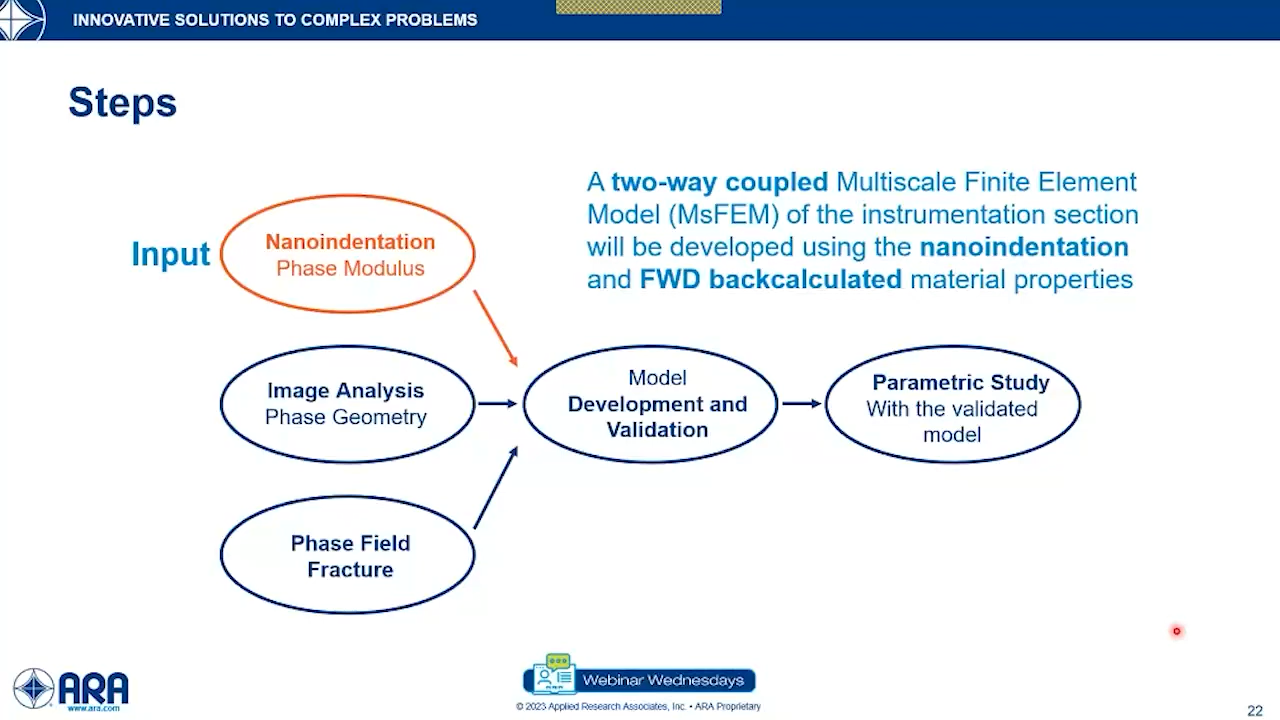 INNOVATIVE SOLUTIONS TO COMPLEX PROBLEMS
Steps
A two-way coupled Multiscale Finite Element
Model (MsFEM) of the instrumentation section
will be developed using the nanoindentation
and FWD backcalculated material properties
Input
Nanoindentation
Phase Modulus
Image Analysis
Phase Geometry
Phase Field
Fracture
Model
Development and
Validation
Parametric Study
With the validated
model
ARA
www.ara.com
Webinar Wednesdays
© 2023 Applied Research Associates, Inc. • ARA Proprietary
22